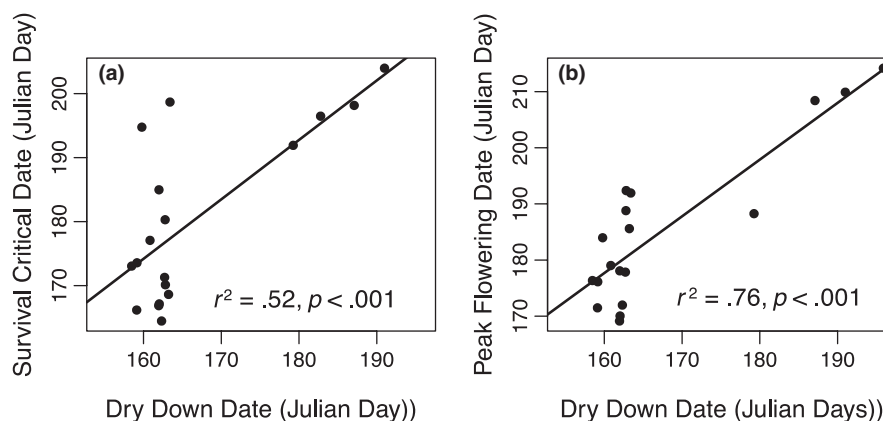 (a)
Survival Critical Date (Julian Day)
200
190
180
170
r² = .52, p < .001
160 170 180 190
Dry Down Date (Julian Day))
(b)
Peak Flowering Date (Julian Day)
210
200
190
180
170
r² = .76, p < .001
160 170 180 190
Dry Down Date (Julian Days))